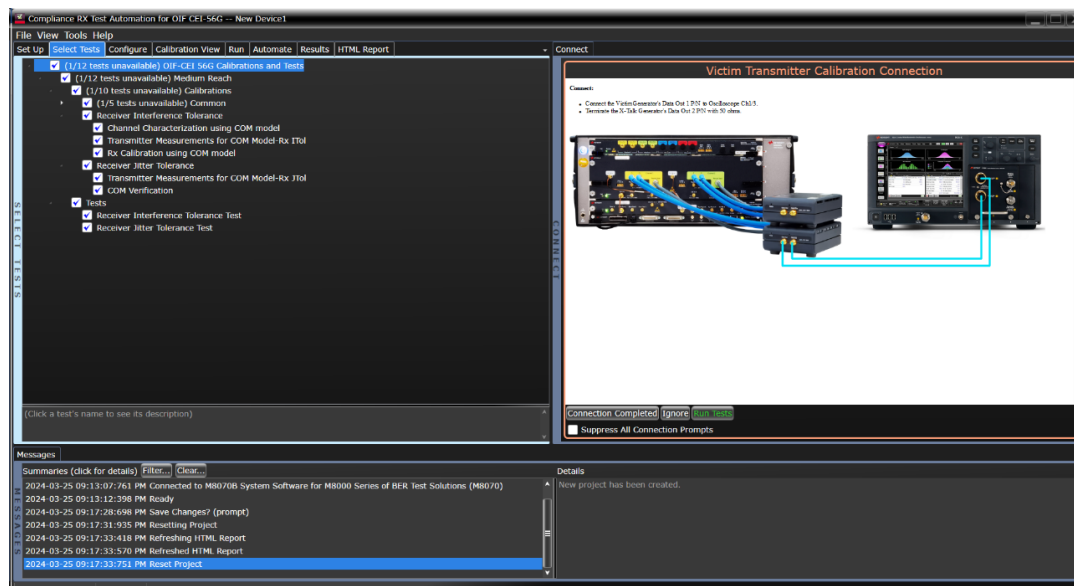 Compliance RX Test Automation for OIF CEI-56G -- New Device1
File View Tools Help
Set Up Select Tests Configure Calibration View Run Automate Results HTML Report
(1/12 tests unavailable) OIF-CEI 56G Calibrations and Tests
(1/12 tests unavailable) Medium Reach
(1/10 tests unavailable) Calibrations
(1/5 tests unavailable) Common
Receiver Interference Tolerance
Channel Characterization using COM model
Transmitter Measurements for COM Model-Rx ITol
Rx Calibration using COM model
Receiver Jitter Tolerance
Transmitter Measurements for COM Model-Rx JTol
COM Verification
Tests
Receiver Interference Tolerance Test
Receiver Jitter Tolerance Test
SELECT TESTS
(Click a test's name to see its description)
Connect
CONNECT
Victim Transmitter Calibration Connection
Connect:
Connect the Victim Generator's Data Out 1 P/N to Oscilloscope Ch1/3.
Terminate the X-Talk Generator's Data Out 2 P/N with 50 ohms.
Connection Completed Ignore Run Tests
Suppress All Connection Prompts
Messages
MESSAGES
Summaries (click for details) Filter... Clear...
2024-03-25 09:13:07:761 PM Connected to M8070B System Software for M8000 Series of BER Test Solutions (M8070)
2024-03-25 09:13:12:398 PM Ready
2024-03-25 09:17:28:698 PM Save Changes? (prompt)
2024-03-25 09:17:31:935 PM Resetting Project
2024-03-25 09:17:33:418 PM Refreshing HTML Report
2024-03-25 09:17:33:570 PM Refreshed HTML Report
2024-03-25 09:17:33:751 PM Reset Project
Details
New project has been created.